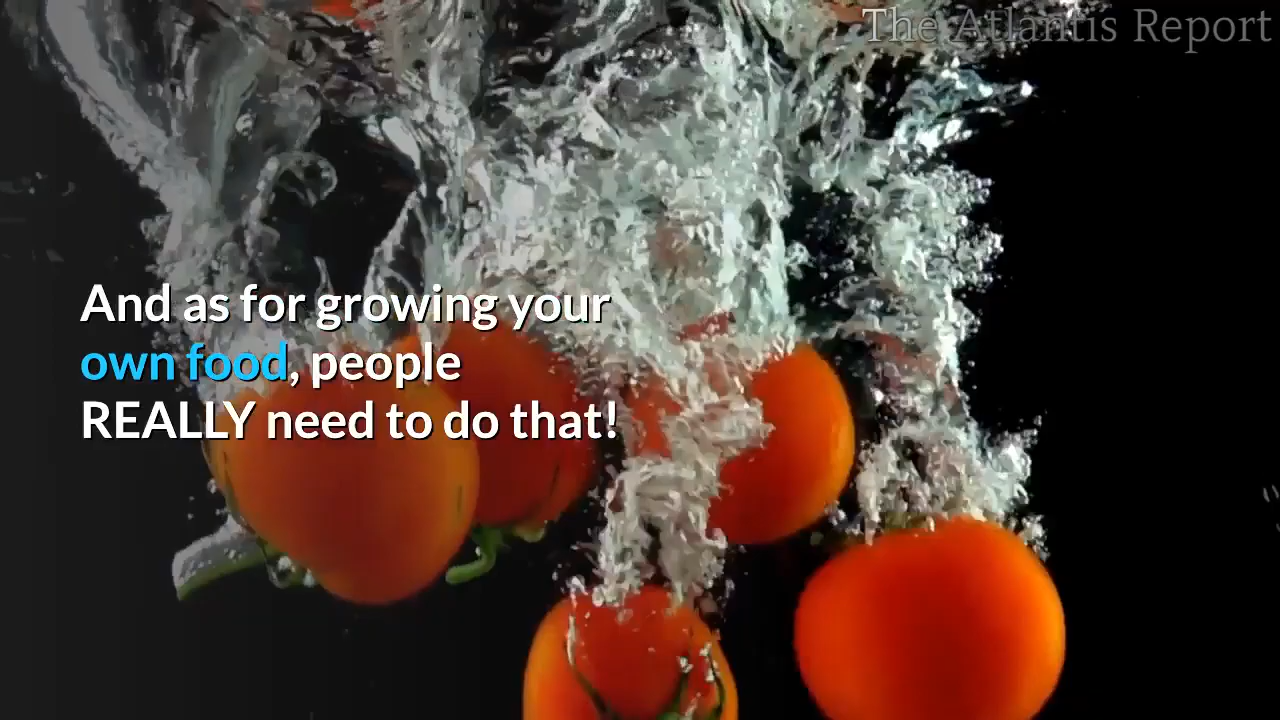 The Atlantis Report
And as for growing your
own food, people
REALLY need to do that!